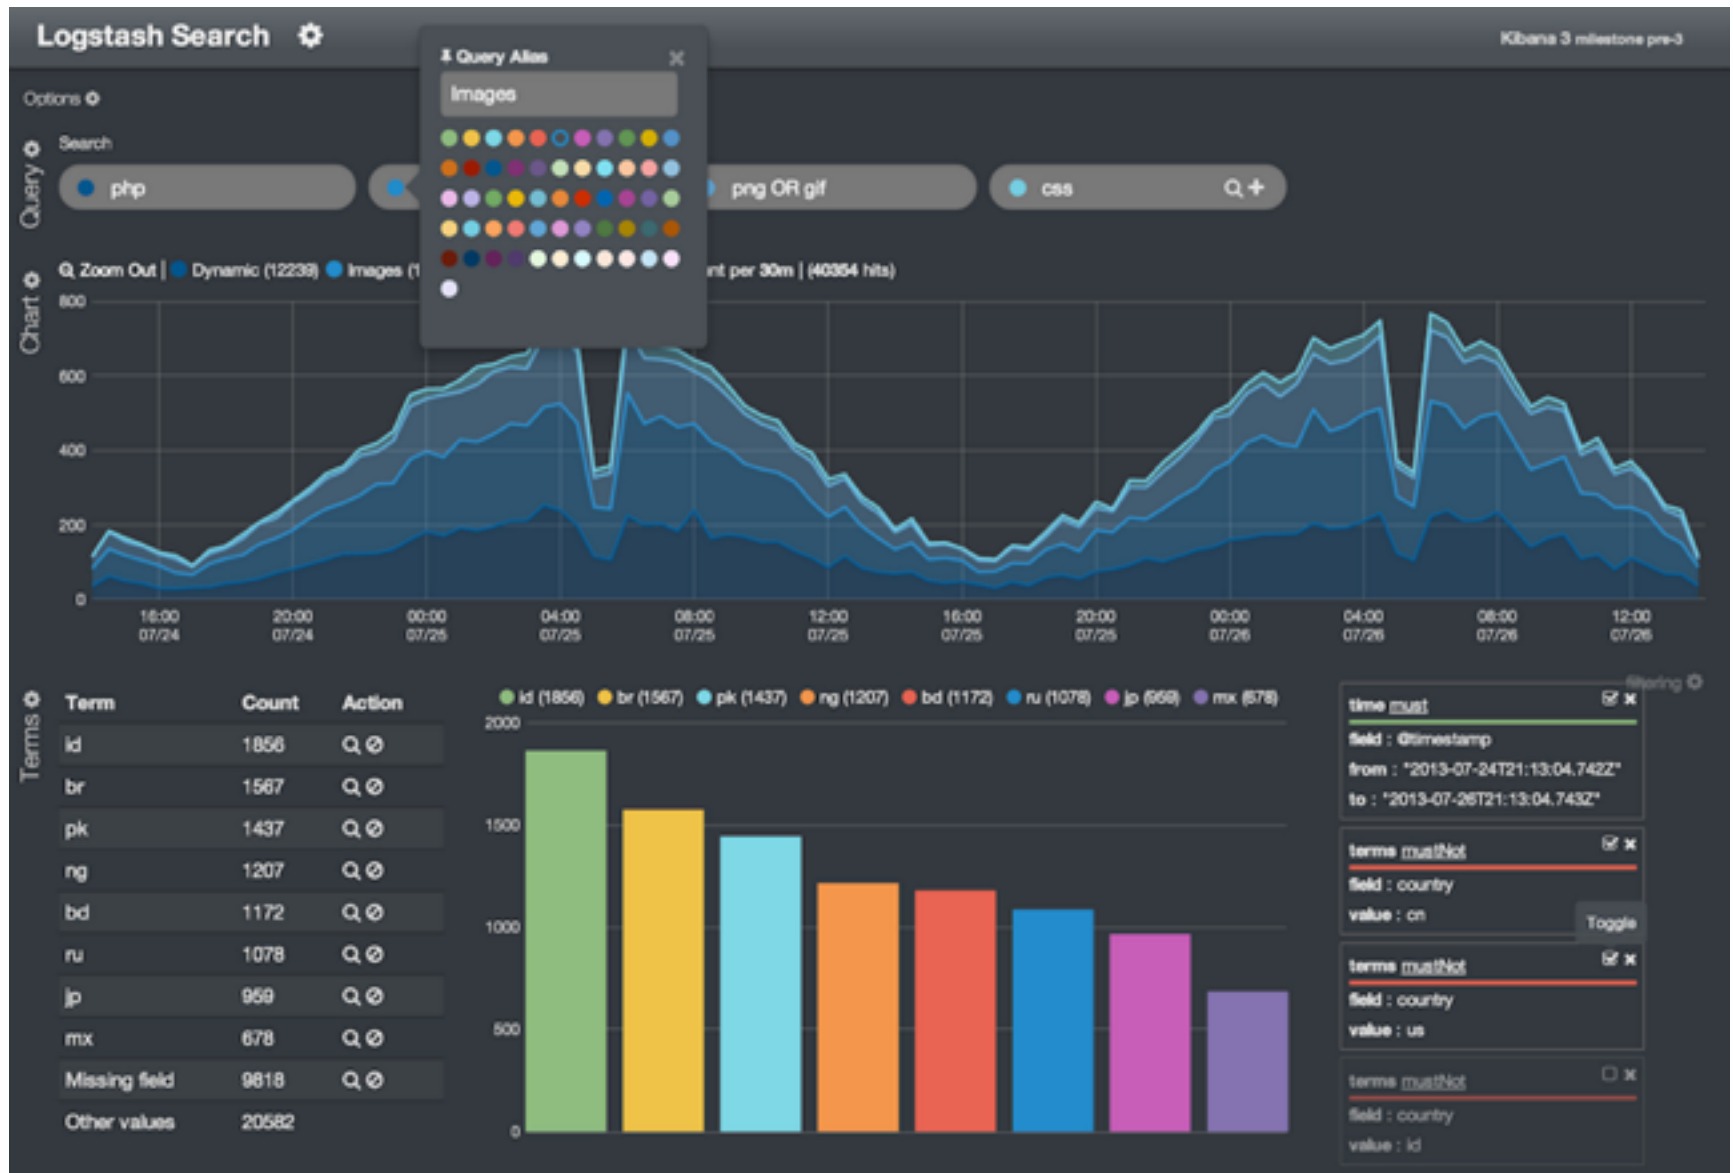 Logstash Search
Kibana 3 milestone pre-3
Query Alias
Images
Options
Query
Search
php
png OR gif
css
Chart
Zoom Out | Dynamic (12239) Images (1
per 30m | (40354 hits)
800
600
400
200
0
16:00 20:00 00:00 04:00 08:00 12:00 16:00 20:00 00:00 04:00 08:00 12:00
07/24 07/24 07/25 07/25 07/25 07/25 07/25 07/25 07/26 07/26 07/26 07/26
Terms
Term Count Action
id 1856
br 1567
pk 1437
ng 1207
bd 1172
ru 1078
jp 959
mx 678
Missing field 9818
Other values 20582
id (1856) br (1567) pk (1437) ng (1207) bd (1172) ru (1078) jp (959) mx (678)
2000
1500
1000
500
0
filtering
time must
field : @timestamp
from : "2013-07-24T21:13:04.742Z"
to : "2013-07-26T21:13:04.743Z"
terms mustNot
field : country
value : cn
Toggle
terms mustNot
field : country
value : us
terms mustNot
field : country
value : id